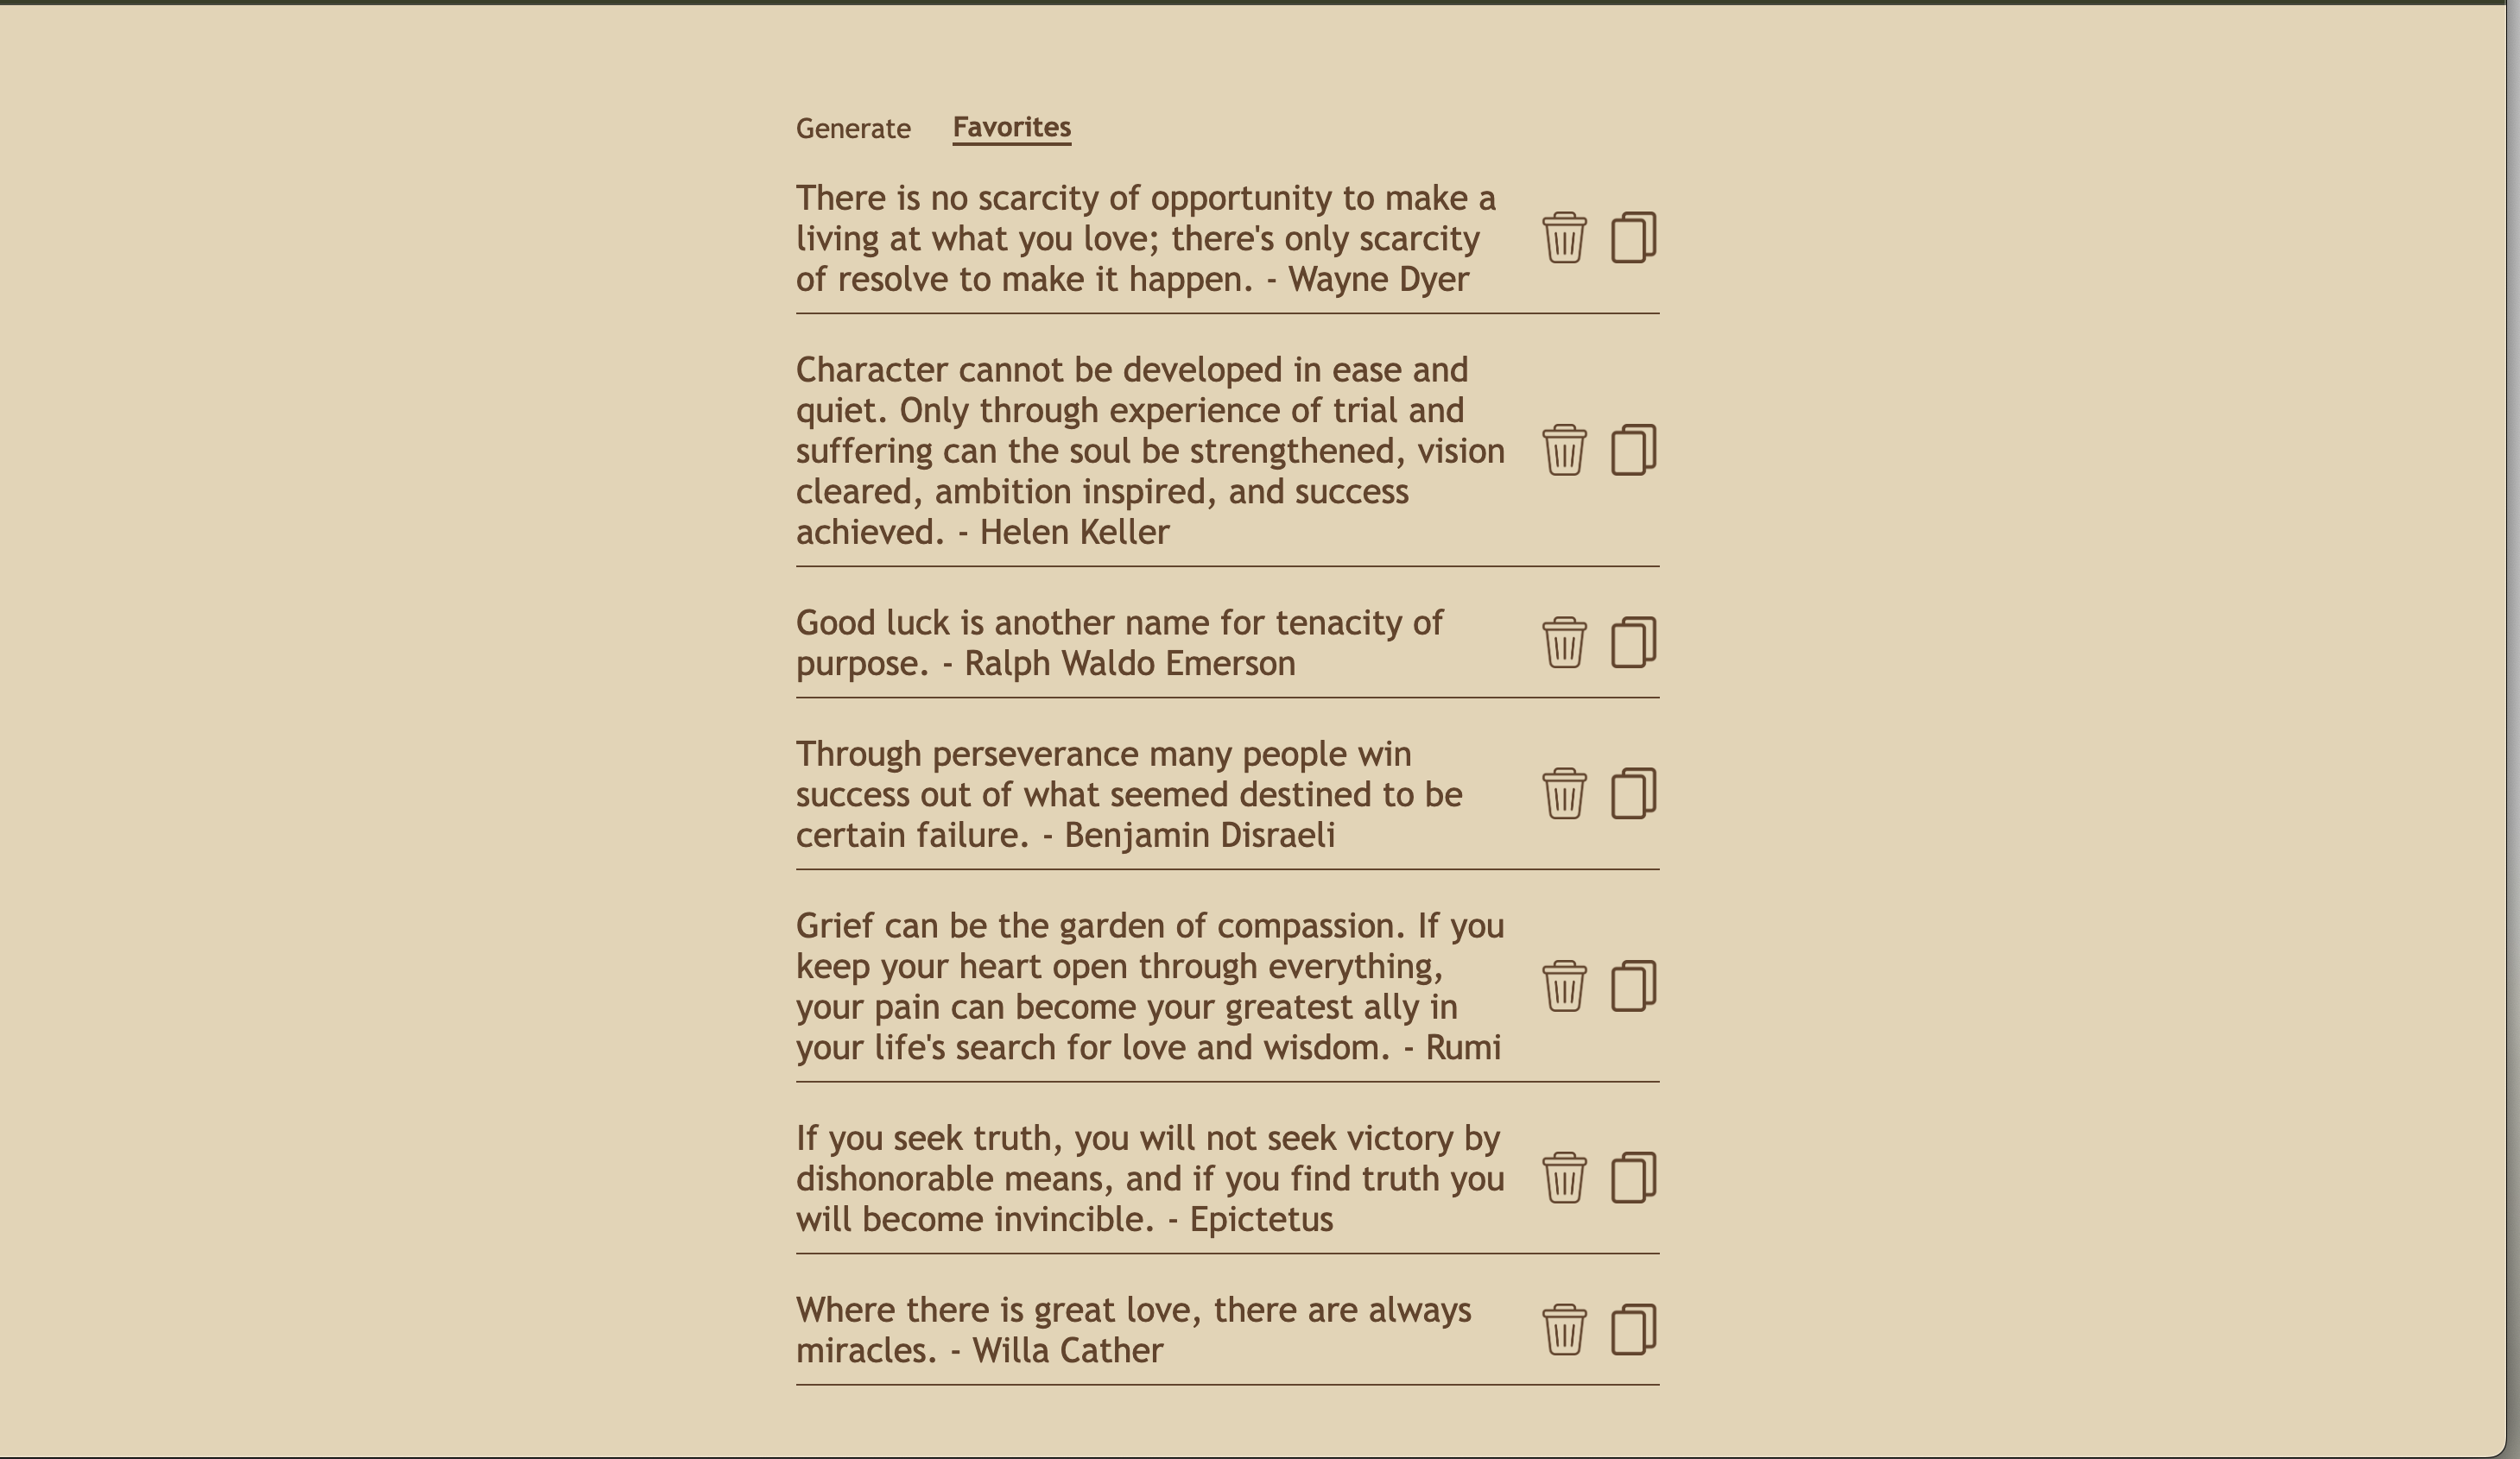 Generate Favorites
There is no scarcity of opportunity to make a
living at what you love; there's only scarcity
of resolve to make it happen. - Wayne Dyer
Character cannot be developed in ease and
quiet. Only through experience of trial and
suffering can the soul be strengthened, vision
cleared, ambition inspired, and success
achieved. - Helen Keller
Good luck is another name for tenacity of
purpose. - Ralph Waldo Emerson
Through perseverance many people win
success out of what seemed destined to be
certain failure. - Benjamin Disraeli
Grief can be the garden of compassion. If you
keep your heart open through everything,
your pain can become your greatest ally in
your life's search for love and wisdom. - Rumi
If you seek truth, you will not seek victory by
dishonorable means, and if you find truth you
will become invincible. - Epictetus
Where there is great love, there are always
miracles. - Willa Cather